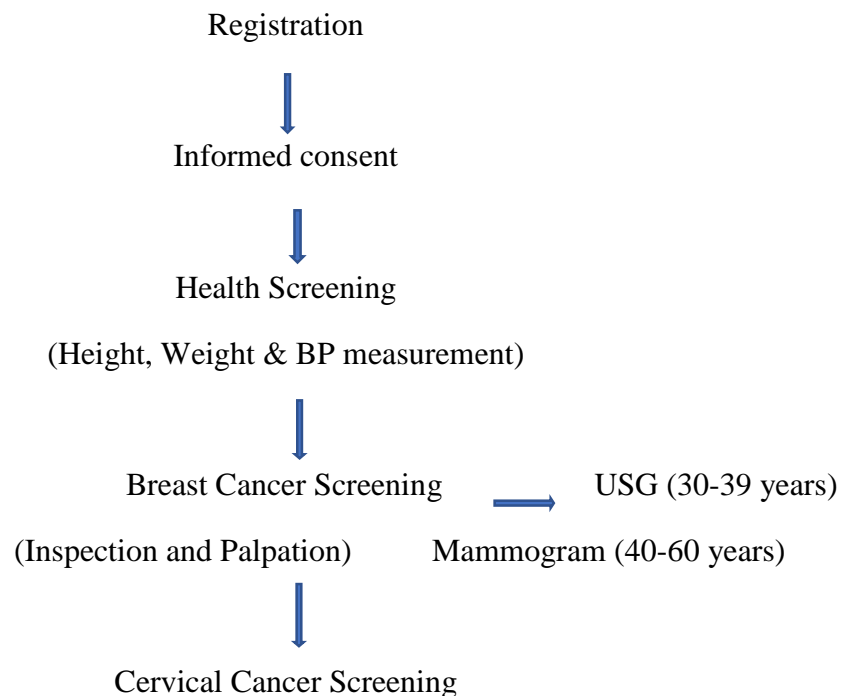 Registration
Informed consent
Health Screening
(Height, Weight & BP measurement)
Breast Cancer Screening USG (30-39 years)
(Inspection and Palpation) Mammogram (40-60 years)
Cervical Cancer Screening